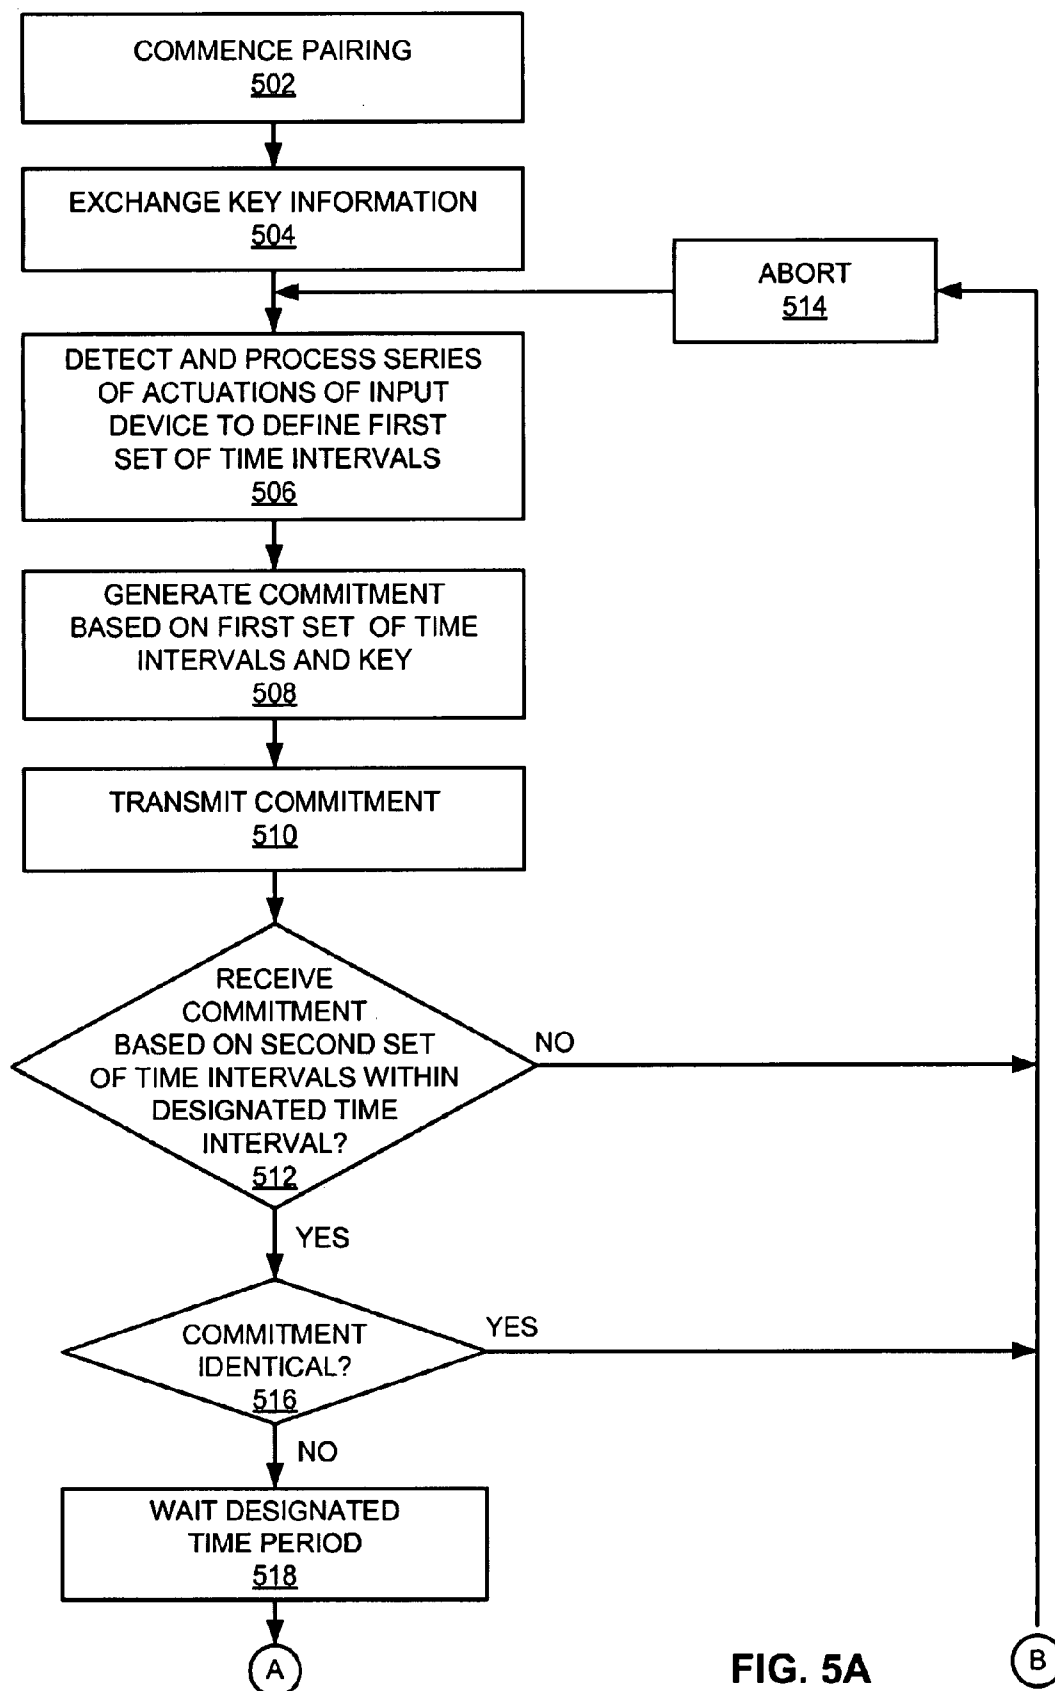 COMMENCE PAIRING
502
EXCHANGE KEY INFORMATION
504
ABORT
514
DETECT AND PROCESS SERIES
OF ACTUATIONS OF INPUT
DEVICE TO DEFINE FIRST
SET OF TIME INTERVALS
506
GENERATE COMMITMENT
BASED ON FIRST SET OF TIME
INTERVALS AND KEY
508
TRANSMIT COMMITMENT
510
RECEIVE
COMMITMENT
BASED ON SECOND SET
OF TIME INTERVALS WITHIN
DESIGNATED TIME
INTERVAL?
512
NO
YES
COMMITMENT
IDENTICAL?
516
YES
NO
WAIT DESIGNATED
TIME PERIOD
518
A
FIG. 5A
B